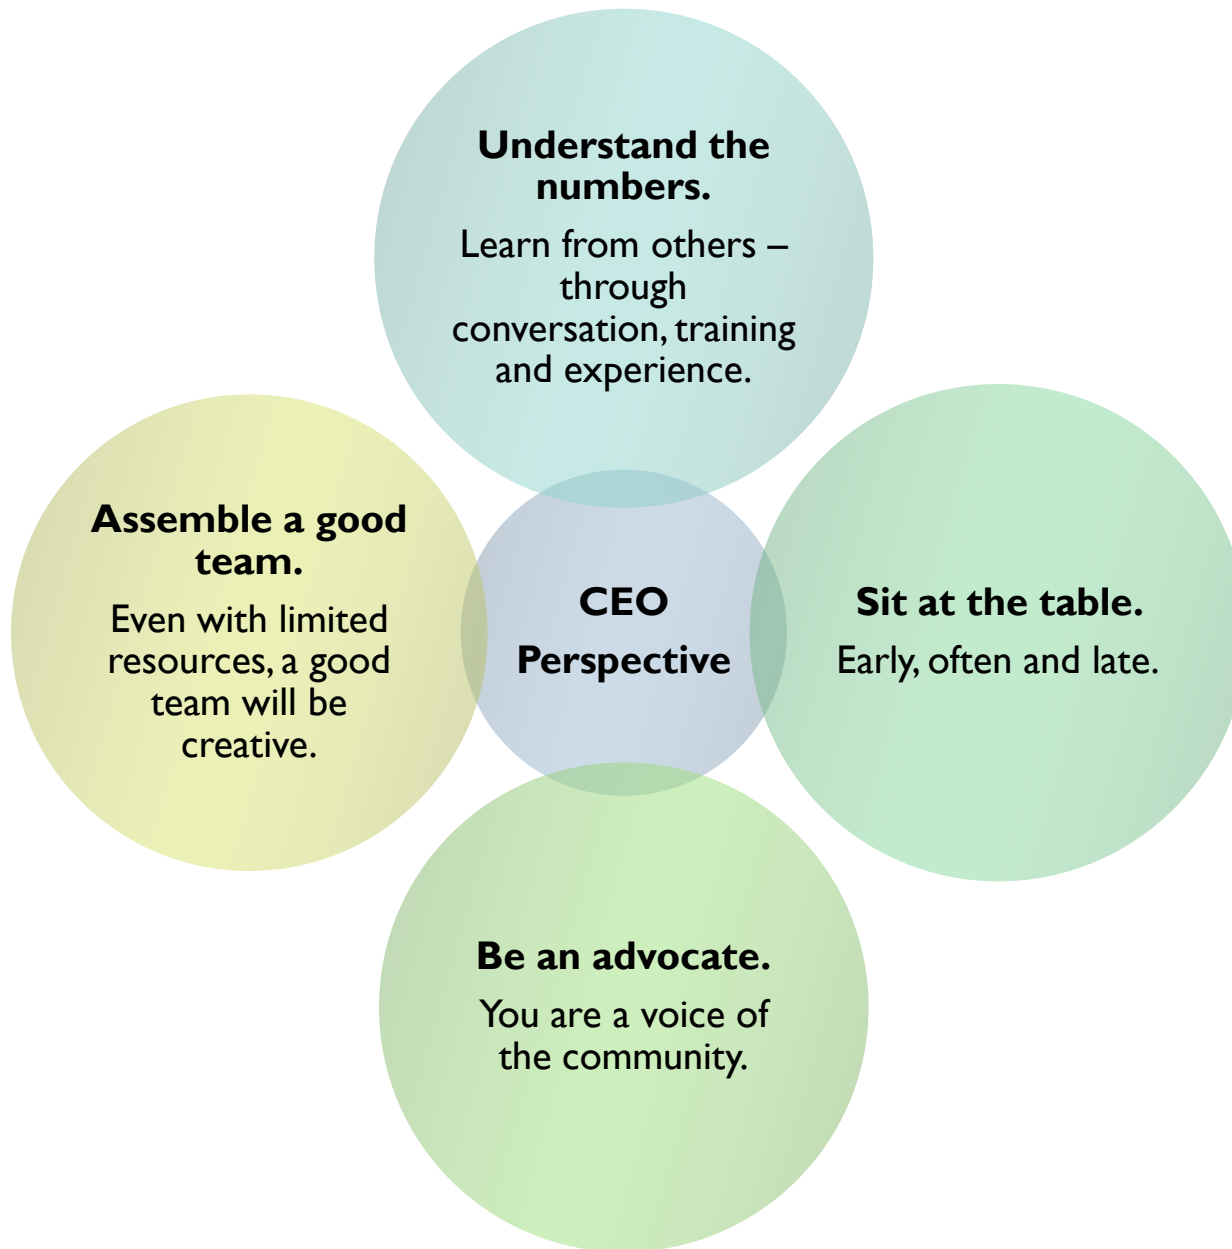 Understand the
numbers.
Learn from others –
through
conversation, training
and experience.
Assemble a good
team.
Even with limited
resources, a good
team will be
creative.
CEO
Perspective
Sit at the table.
Early, often and late.
Be an advocate.
You are a voice of
the community.